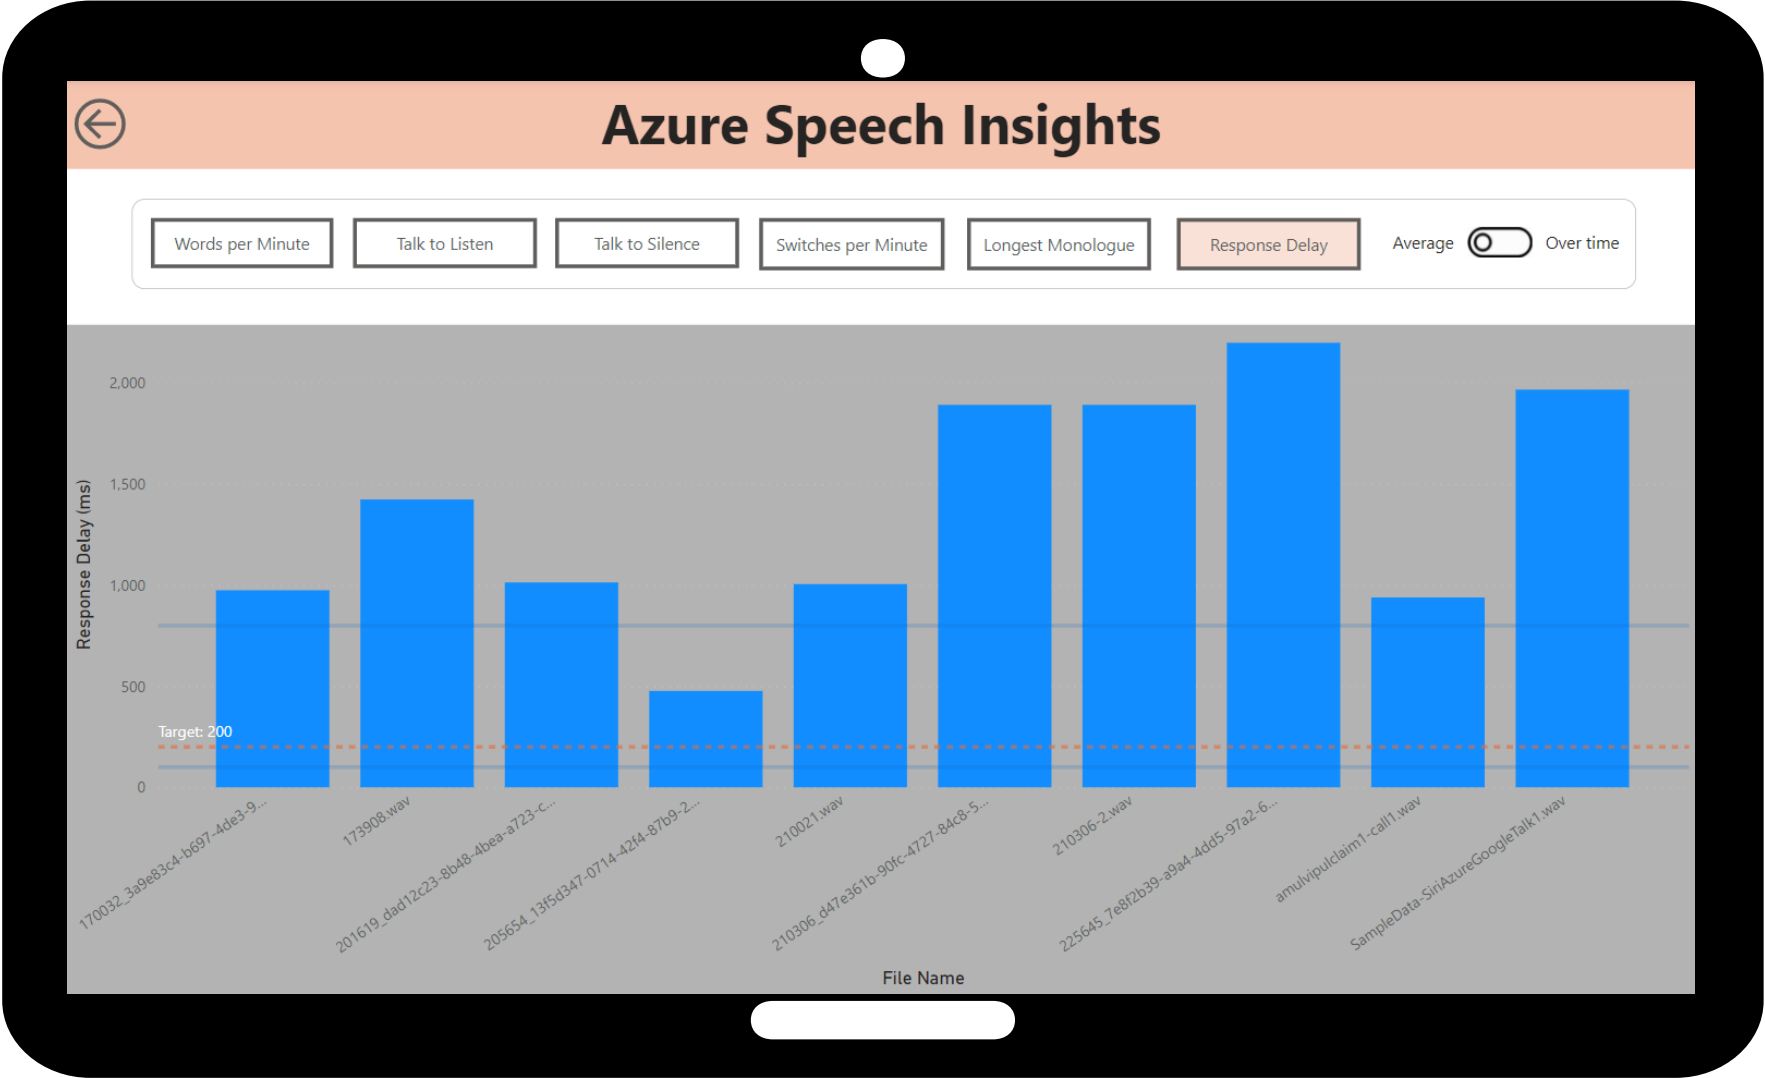 Azure Speech Insights
Words per Minute
Talk to Listen
Talk to Silence
Switches per Minute
Longest Monologue
Response Delay
Average
Over time
Response Delay (ms)
2,000
1,500
1,000
500
0
Target: 200
170032_3a9e83c4-b697-4de3-9...
173908.wav
201619_dad12c23-8b48-4bea-a723-c...
205654_13f5d347-0714-42f4-87b9-2...
210021.wav
210306_d47e361b-90fc-4727-84c8-5...
210306-2.wav
225645_7e8f2b39-a9a4-4dd5-97a2-6...
amulvipulclaim1-call1.wav
SampleData-SiriAzureGoogleTalk1.wav
File Name